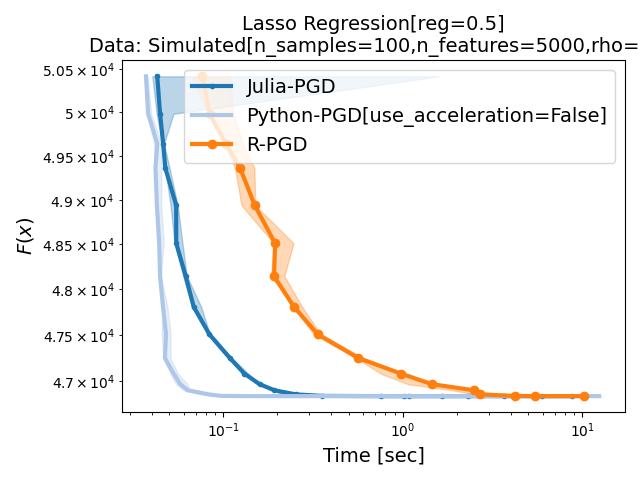 Lasso Regression[reg=0.5]
Data: Simulated[n_samples=100,n_features=5000,rho=
Julia-PGD
Python-PGD[use_acceleration=False]
R-PGD
F(x)
5.05 × 10⁴
5 × 10⁴
4.95 × 10⁴
4.9 × 10⁴
4.85 × 10⁴
4.8 × 10⁴
4.75 × 10⁴
4.7 × 10⁴
10⁻¹ 10⁰ 10¹
Time [sec]